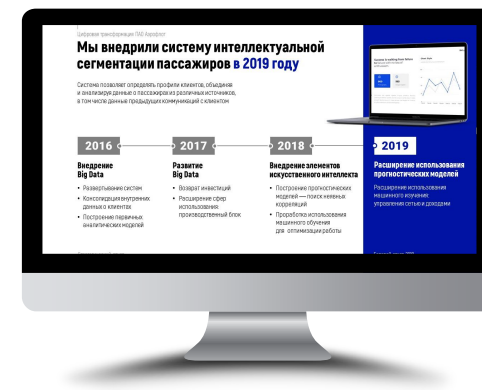 Цифровая трансформация ПАО Аэрофлот
Мы внедрили систему интеллектуальной
сегментации пассажиров в 2019 году
Система позволяет определять профили клиентов, объединяя
и анализируя данные о пассажирах из различных источников,
в том числе данные предыдущих коммуникаций с клиентом
2016
2017
2018
2019
Внедрение
Big Data
• Развертывание систем
• Консолидация внутренних
данных о клиентах
• Построение первичных
аналитических моделей
Развитие
Big Data
• Возврат инвестиций
• Расширение сфер
использования:
производственный блок
Внедрение элементов
искусственного интеллекта
• Построение прогностических
моделей — поиск неявных
корреляций
• Проработка использования
машинного обучения
для оптимизации работы
Расширение использования
прогностических моделей
Расширение использования
машинного изучение:
управления сетью и доходами